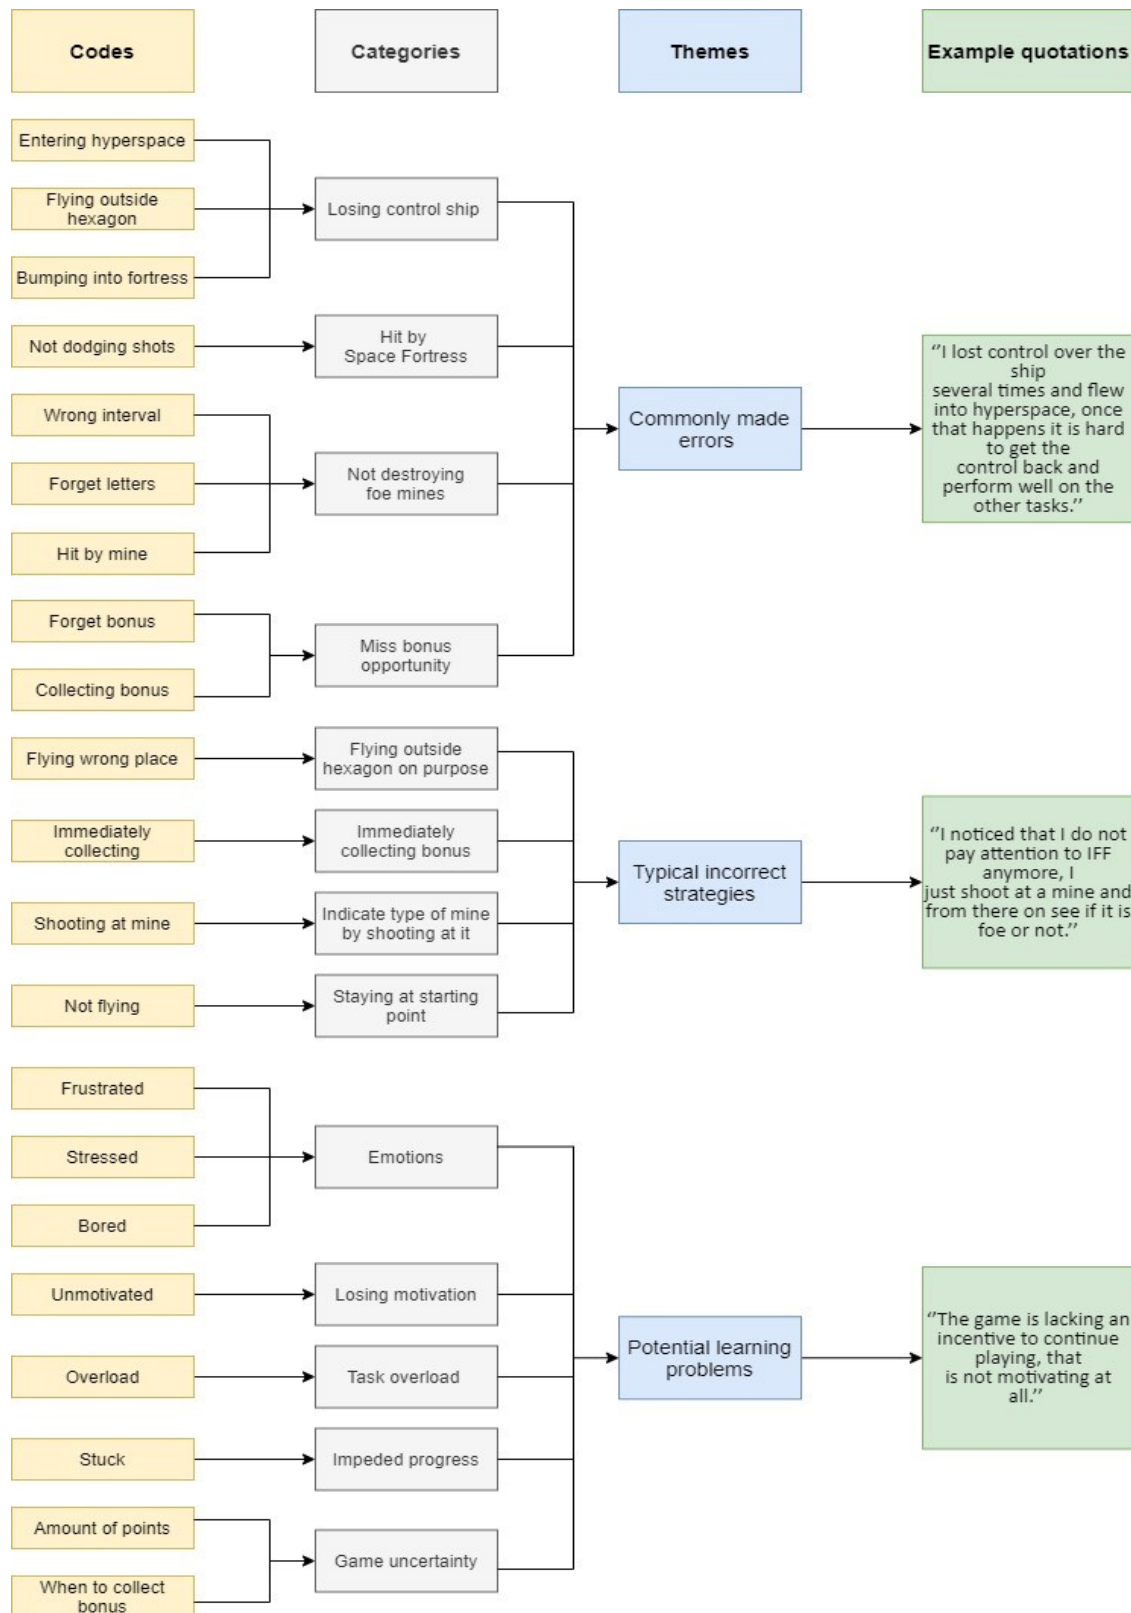 Codes
Categories
Themes
Example quotations
Entering hyperspace
Flying outside
hexagon
Bumping into fortress
Losing control ship
Not dodging shots
Hit by
Space Fortress
Wrong interval
Forget letters
Hit by mine
Not destroying
foe mines
Forget bonus
Collecting bonus
Miss bonus
opportunity
Commonly made
errors
"I lost control over the
ship
several times and flew
into hyperspace, once
that happens it is hard
to get the
control back and
perform well on the
other tasks."
Flying wrong place
Flying outside
hexagon on purpose
Immediately
collecting
Immediately
collecting bonus
Shooting at mine
Indicate type of mine
by shooting at it
Not flying
Staying at starting
point
Typical incorrect
strategies
"I noticed that I do not
pay attention to IFF
anymore, I
just shoot at a mine and
from there on see if it is
foe or not."
Frustrated
Stressed
Bored
Emotions
Unmotivated
Losing motivation
Overload
Task overload
Stuck
Impeded progress
Amount of points
When to collect
bonus
Game uncertainty
Potential learning
problems
"The game is lacking an
incentive to continue
playing, that
is not motivating at
all."